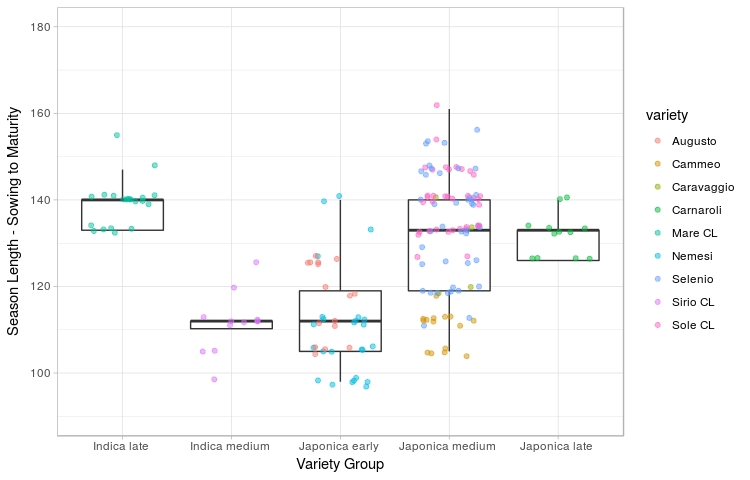 180
160
140
120
100
Season Length - Sowing to Maturity
Indica late
Indica medium
Japonica early
Japonica medium
Japonica late
Variety Group
variety
Augusto
Cammeo
Caravaggio
Carnaroli
Mare CL
Nemesi
Selenio
Sirio CL
Sole CL